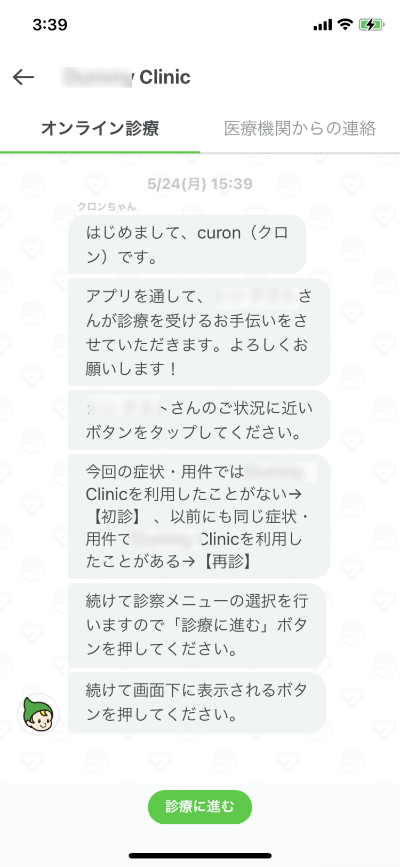 3:39
Clinic
オンライン診療
医療機関からの連絡
5/24(月) 15:39
クロンちゃん
はじめまして、curon（クロ
ン）です。
アプリを通して、 さ
んが診療を受けるお手伝いをさ
せていただきます。よろしくお
願いします！
さんのご状況に近い
ボタンをタップしてください。
今回の症状・用件では
Clinicを利用したことがない→
【初診】 、以前にも同じ症状・
用件で Clinicを利用し
たことがある→【再診】
続けて診察メニューの選択を行
いますので「診療に進む」ボタ
ンを押してください。
続けて画面下に表示されるボタ
ンを押してください。
診療に進む